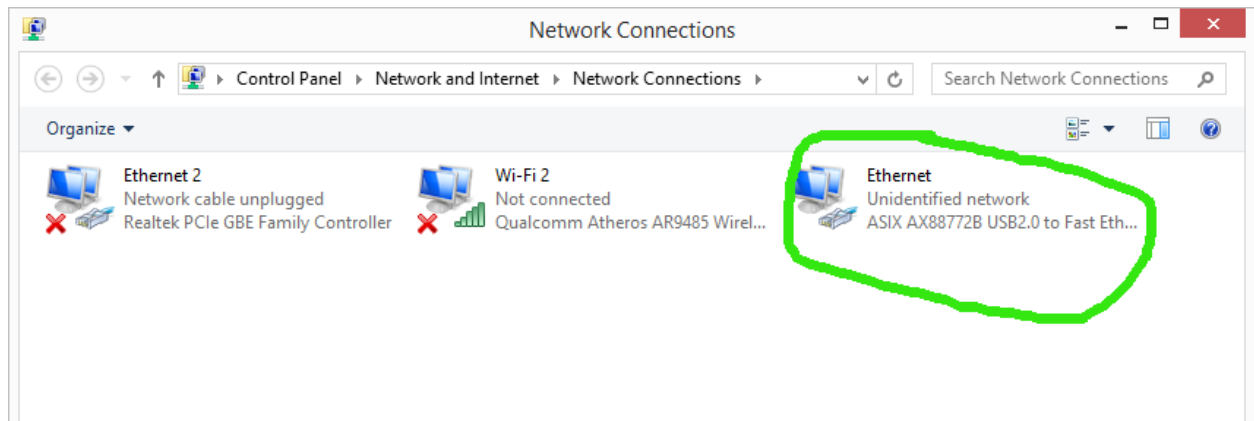 Network Connections
Control Panel Network and Internet Network Connections
Search Network Connections
Organize
Ethernet 2
Network cable unplugged
Realtek PCIe GBE Family Controller
Wi-Fi 2
Not connected
Qualcomm Atheros AR9485 Wirel...
Ethernet
Unidentified network
ASIX AX88772B USB2.0 to Fast Eth...